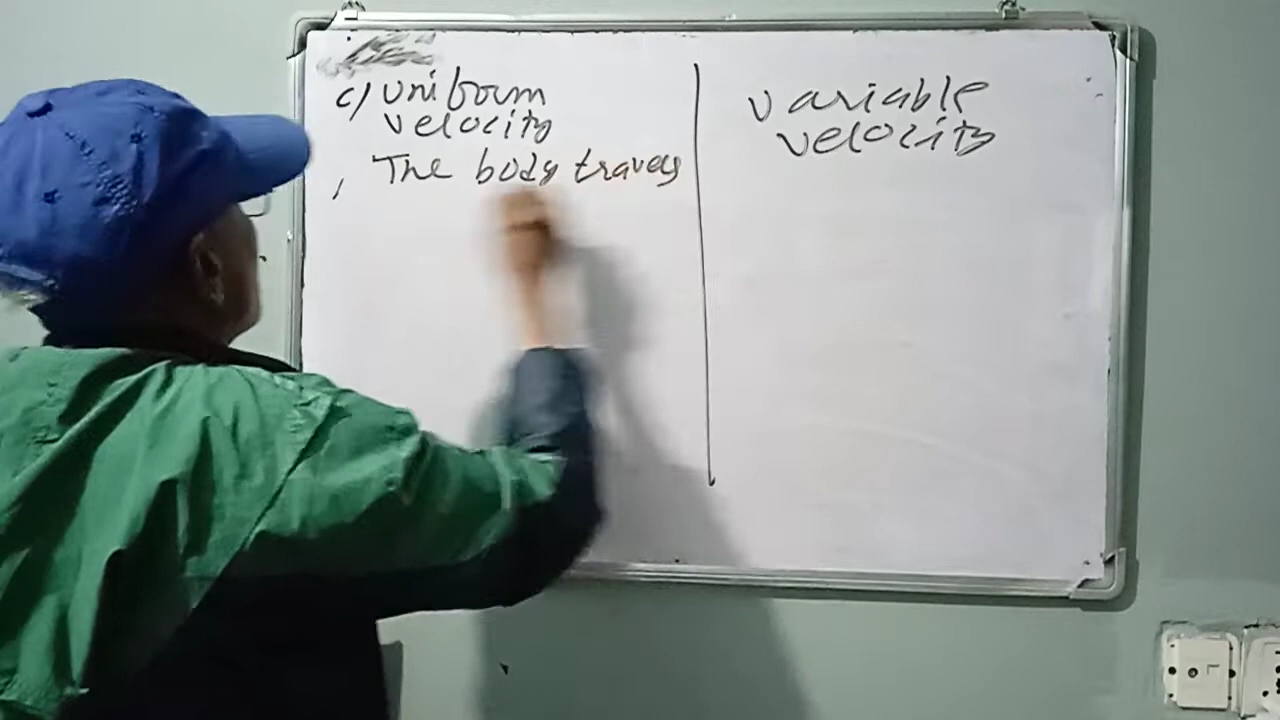 c) uniform
velocity
, The body travels
variable
velocity
L